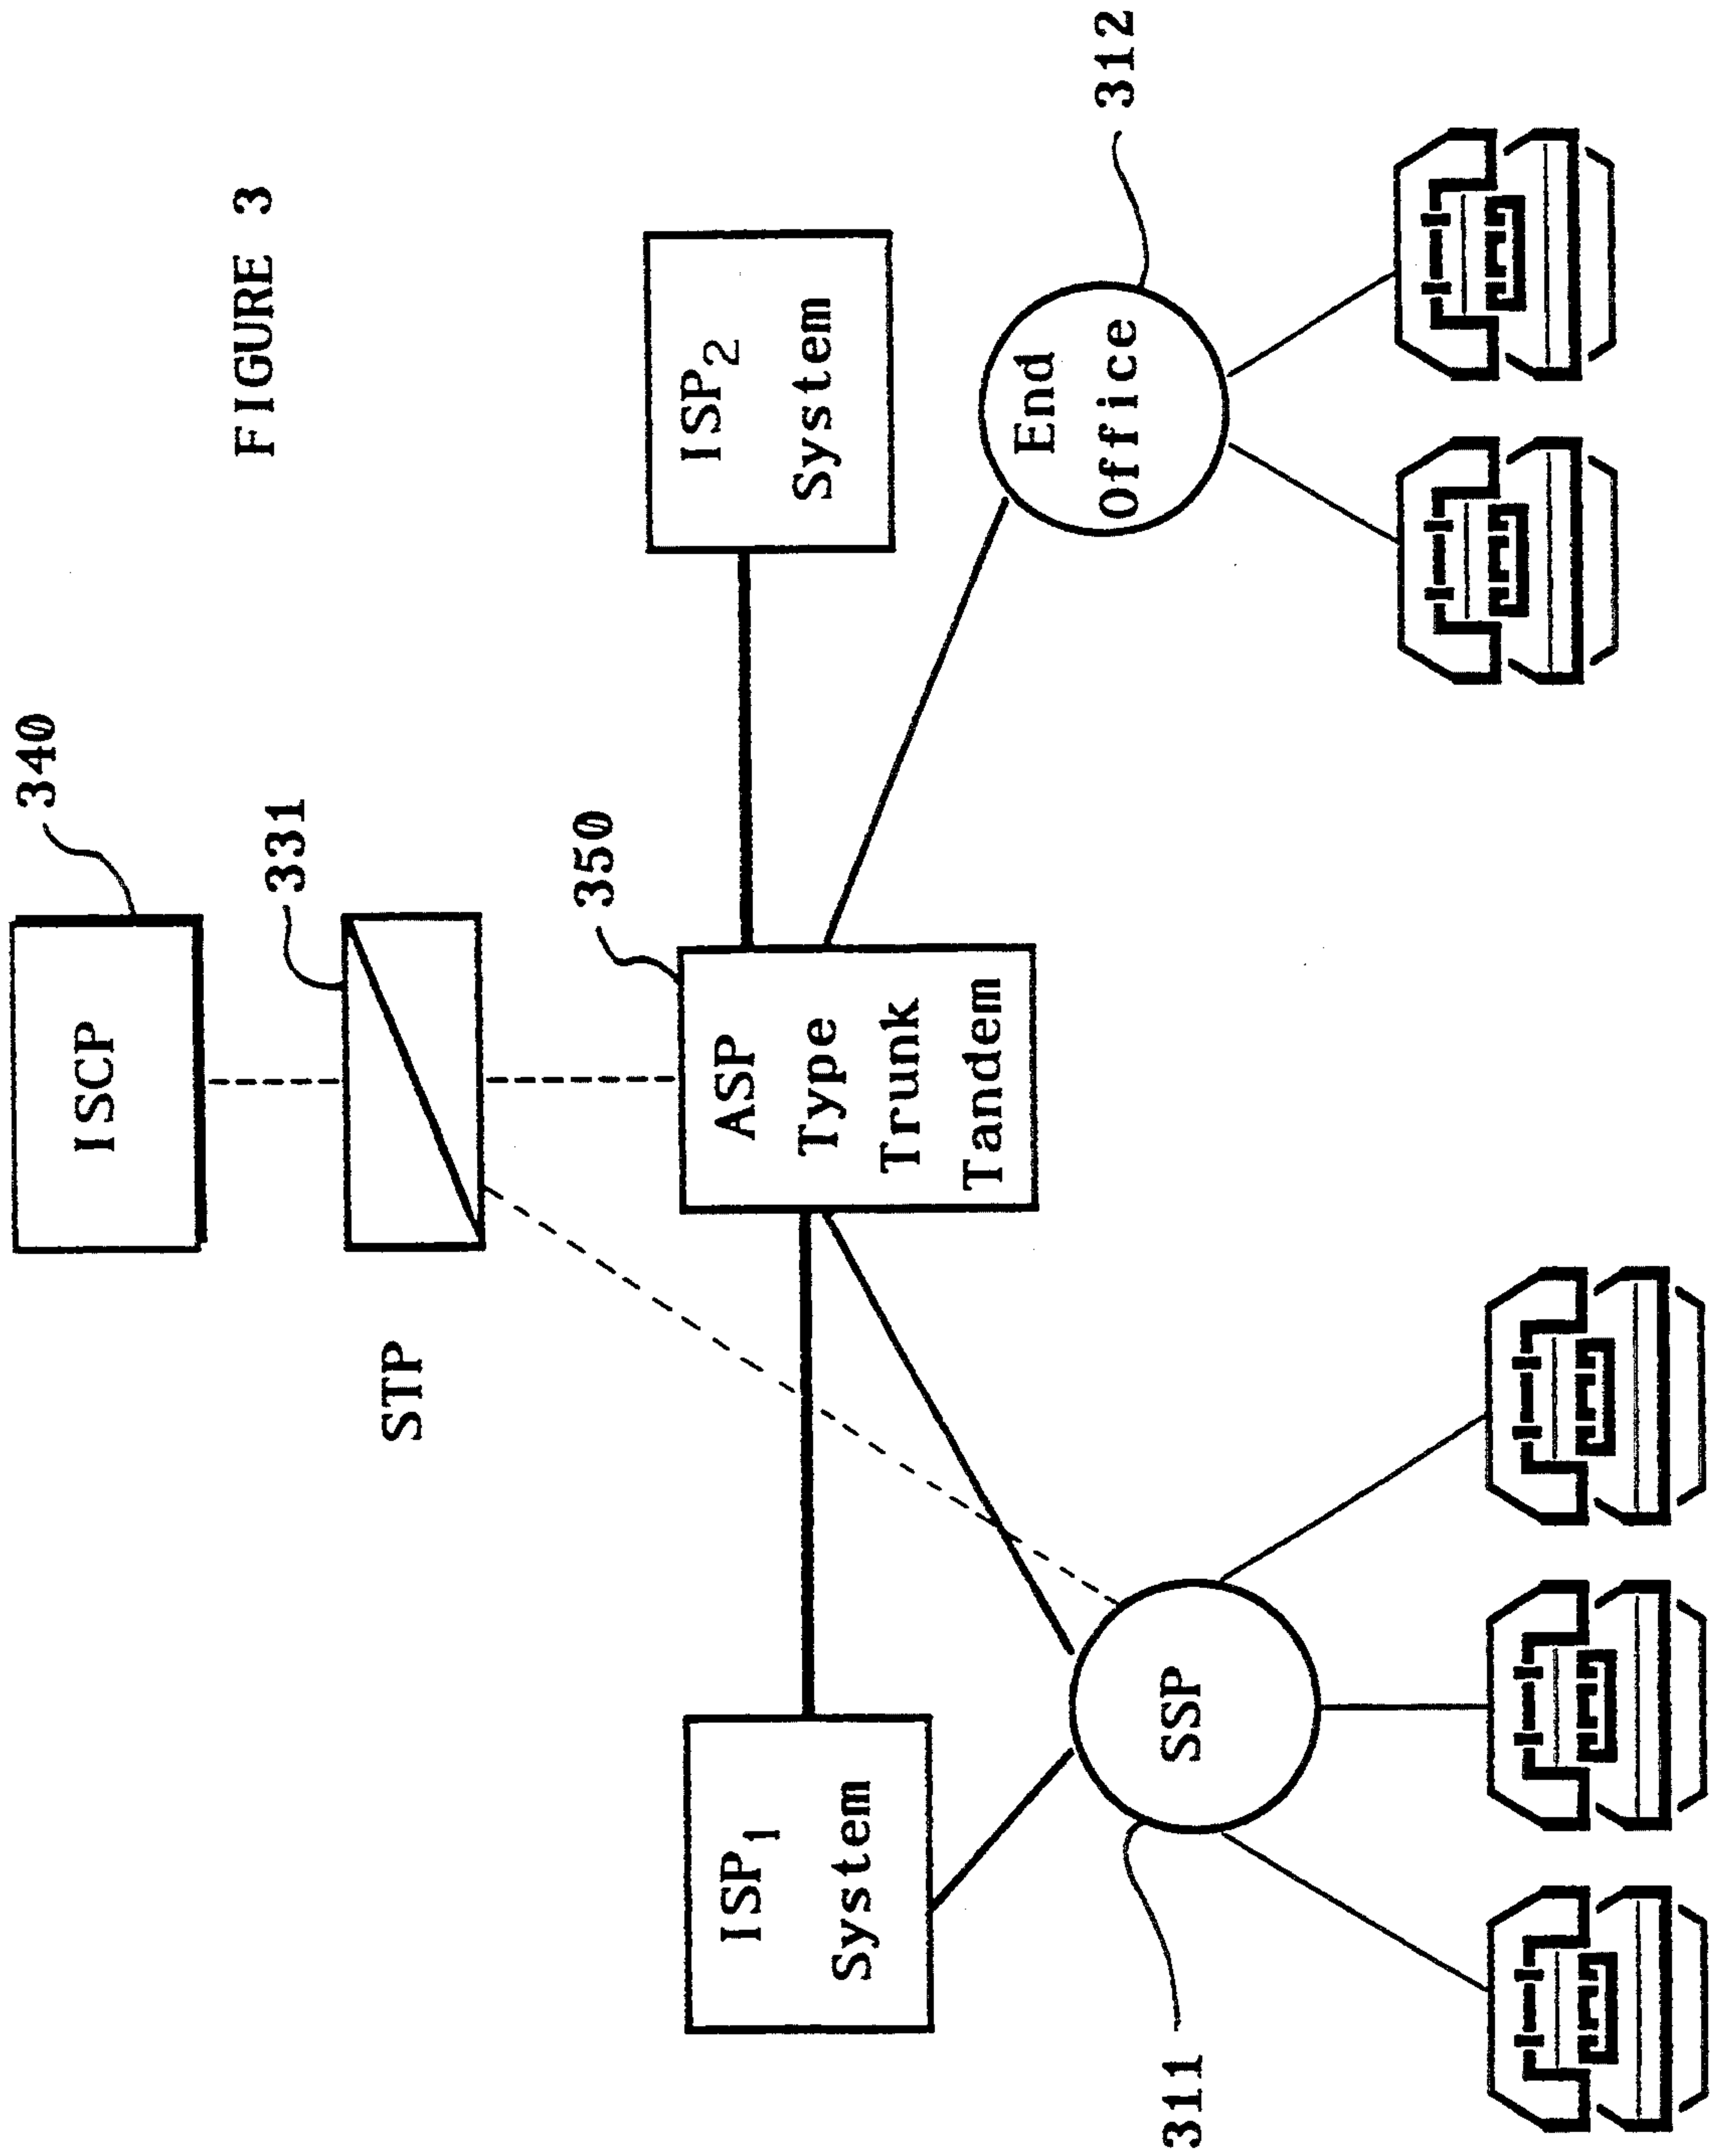 FIGURE 3
340
ISCP
331
STP
350
ASP
Type
Trunk
Tandem
ISP1
System
ISP2
System
SSP
311
End
Office
312